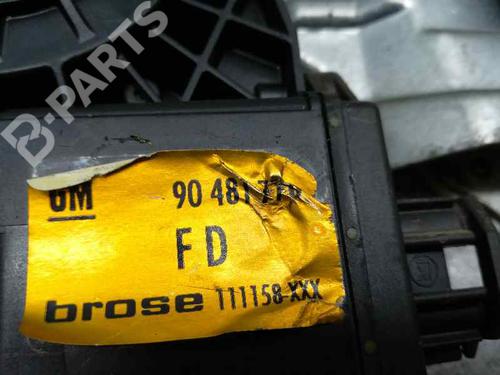 B-PARTS
GM
90 481
FD
brose 111158-XXX